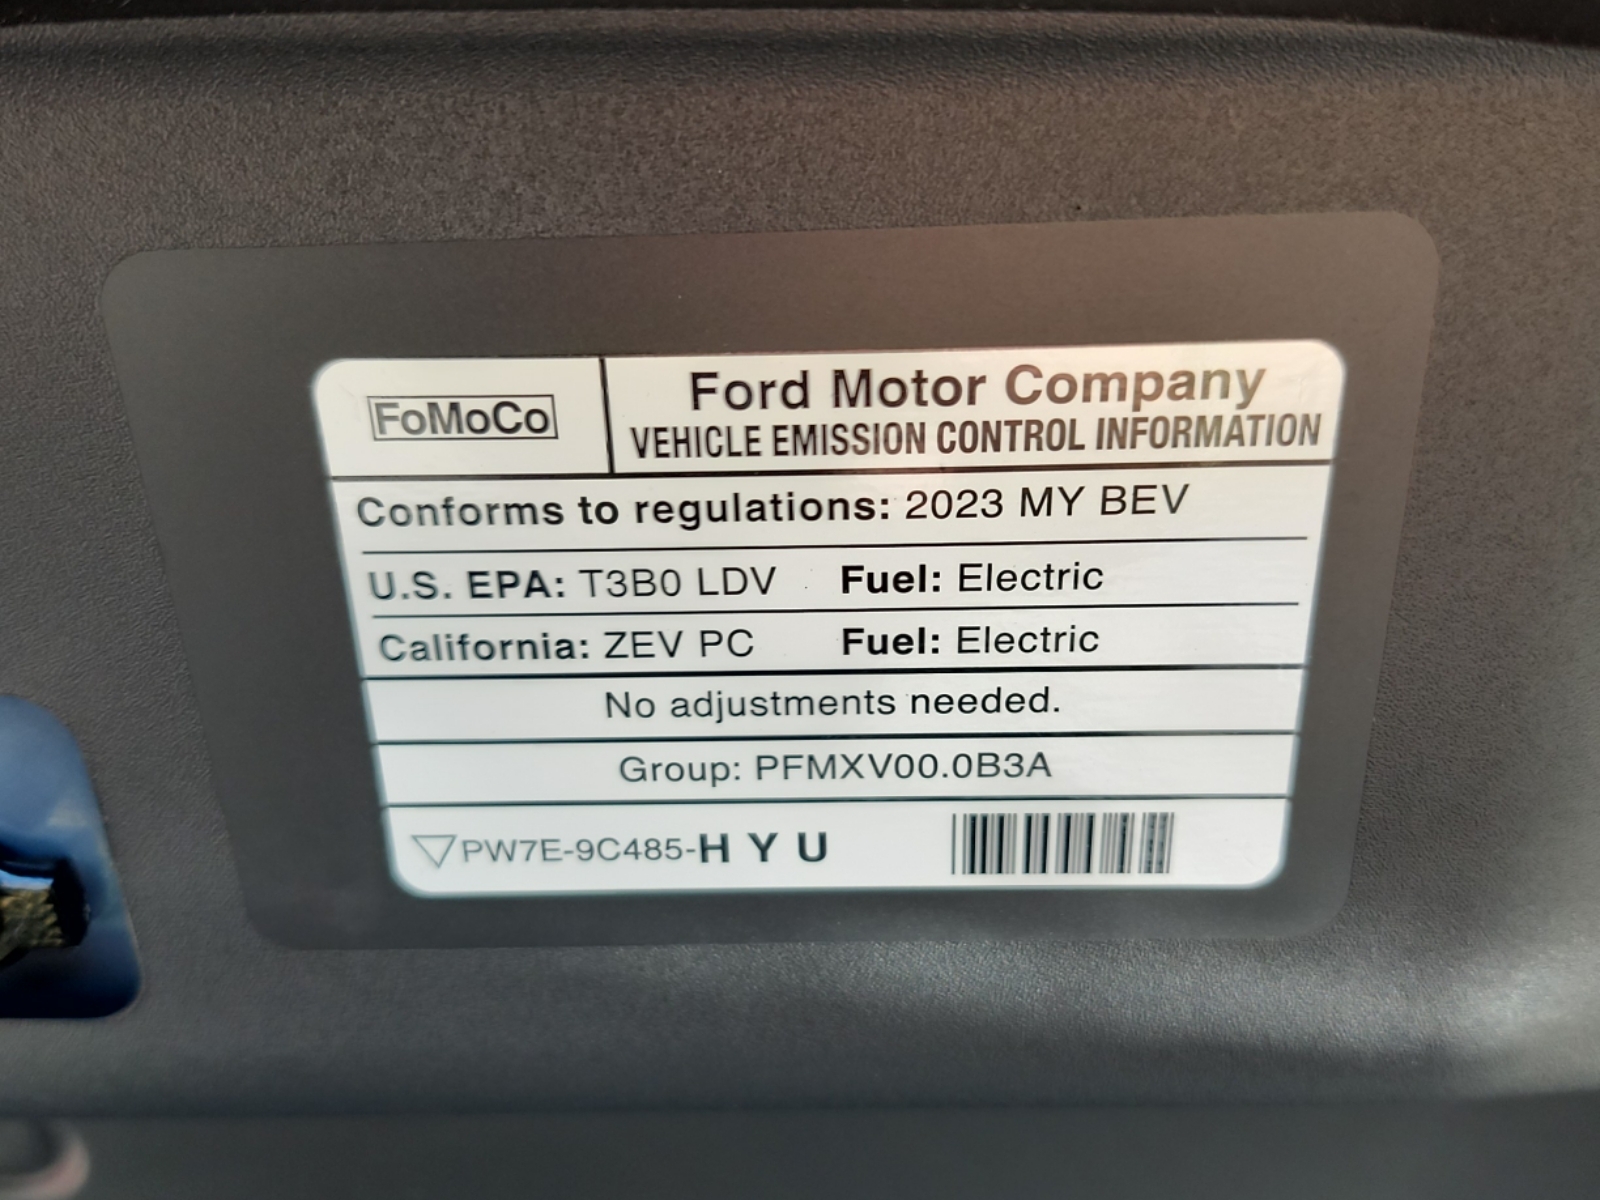 FoMoCo
Ford Motor Company
VEHICLE EMISSION CONTROL INFORMATION
Conforms to regulations: 2023 MY BEV
U.S. EPA: T3B0 LDV Fuel: Electric
California: ZEV PC Fuel: Electric
No adjustments needed.
Group: PFMXV00.0B3A
PW7E-9C485-H Y U